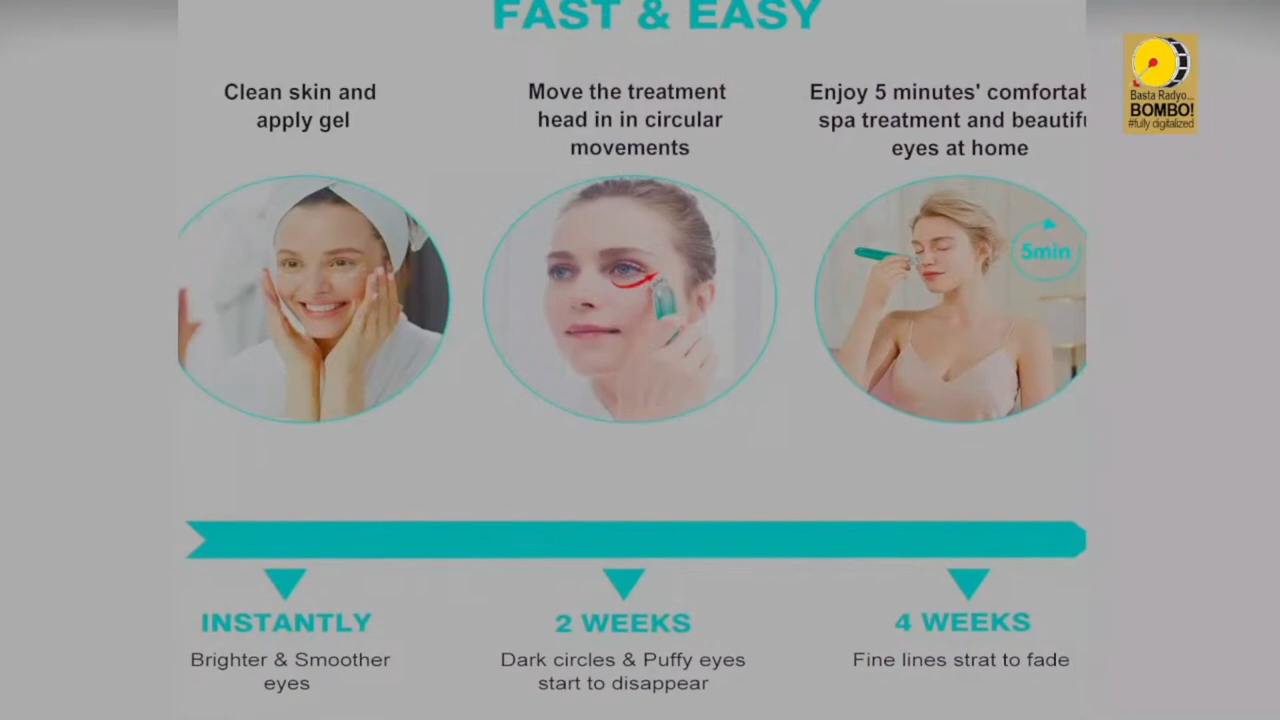 FAST & EASY
Clean skin and
apply gel
Move the treatment
head in in circular
movements
Enjoy 5 minutes'
spa treatment and
eyes at home
5min
INSTANTLY
Brighter & Smoother
eyes
2 WEEKS
Dark circles & Puffy eyes
start to disappear
4 WEEKS
Fine lines strat to fade
Basta Radyo...
BOMBO!
#fully digitalized